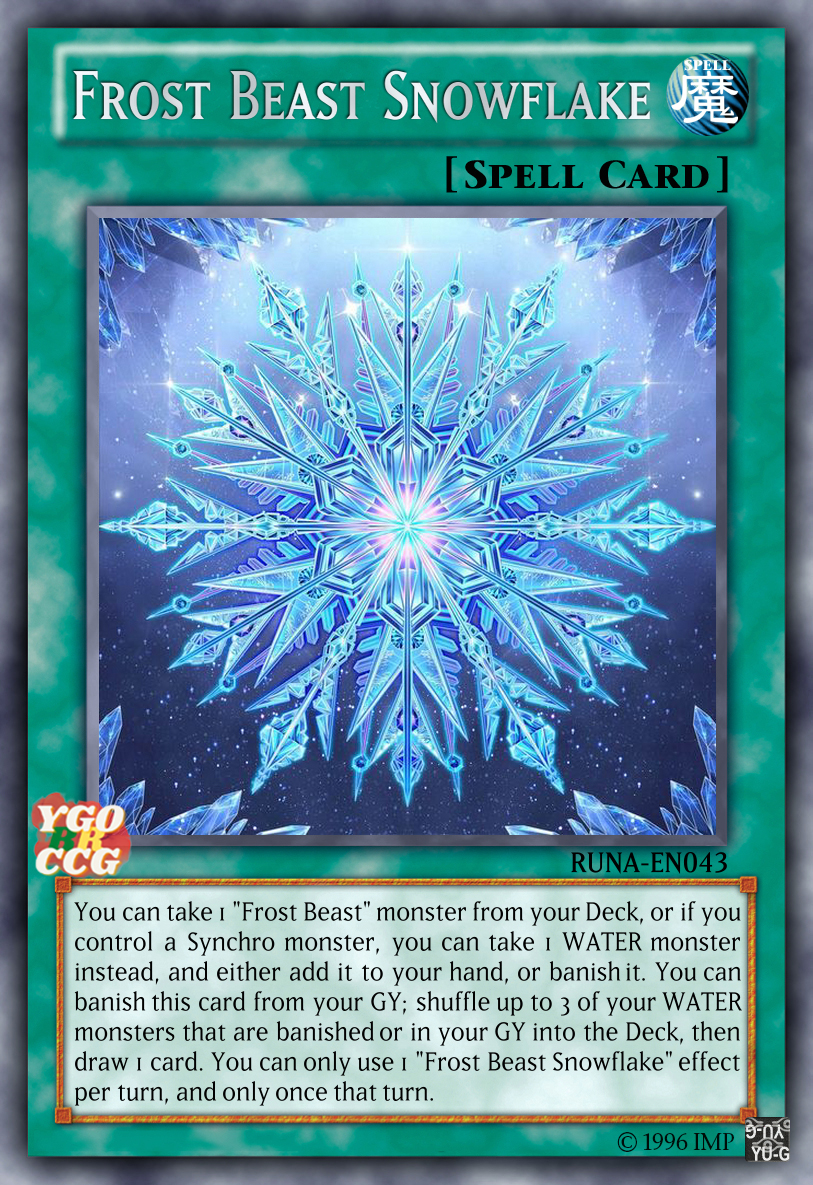 FROST BEAST SNOWFLAKE
SPELL
魔
[SPELL CARD]
YGO
BR
CCG
RUNA-EN043
You can take 1 "Frost Beast" monster from your Deck, or if you
control a Synchro monster, you can take 1 WATER monster
instead, and either add it to your hand, or banish it. You can
banish this card from your GY; shuffle up to 3 of your WATER
monsters that are banished or in your GY into the Deck, then
draw 1 card. You can only use 1 "Frost Beast Snowflake" effect
per turn, and only once that turn.
© 1996 IMP
YU-G
YU-G